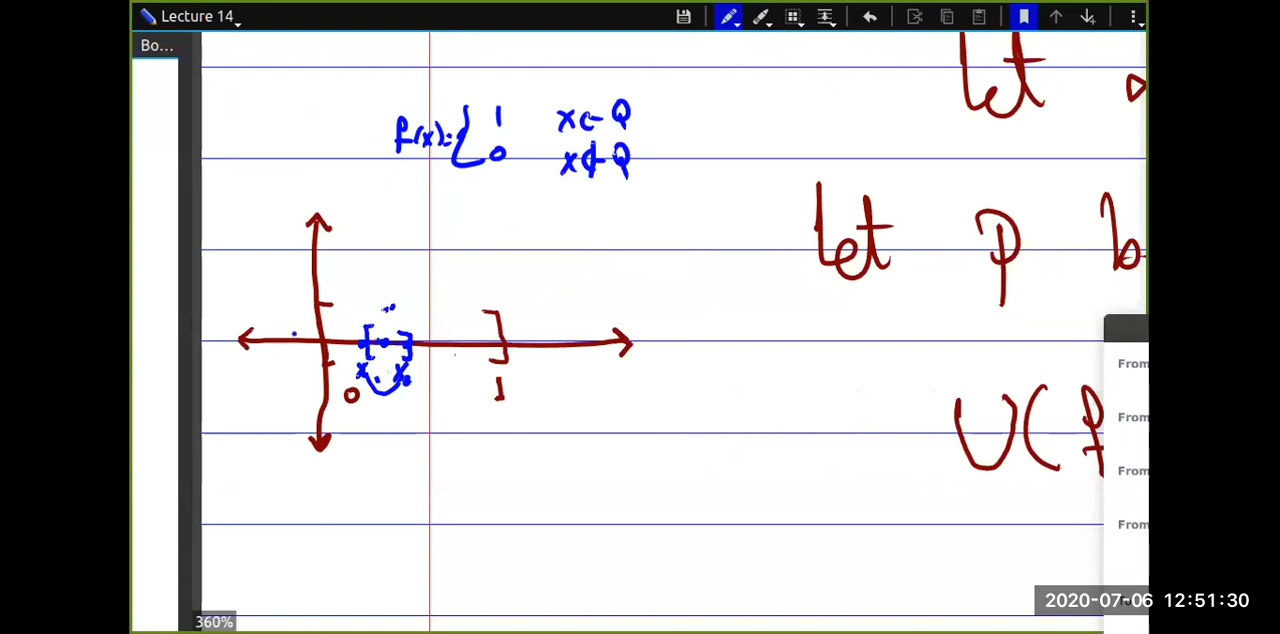 Lecture 14
Bo...
let
f(x)= { 1 x∈Q
0 x∉Q
let p b
0
1
U( P
From
From
From
From
360%
2020-07-06 12:51:30